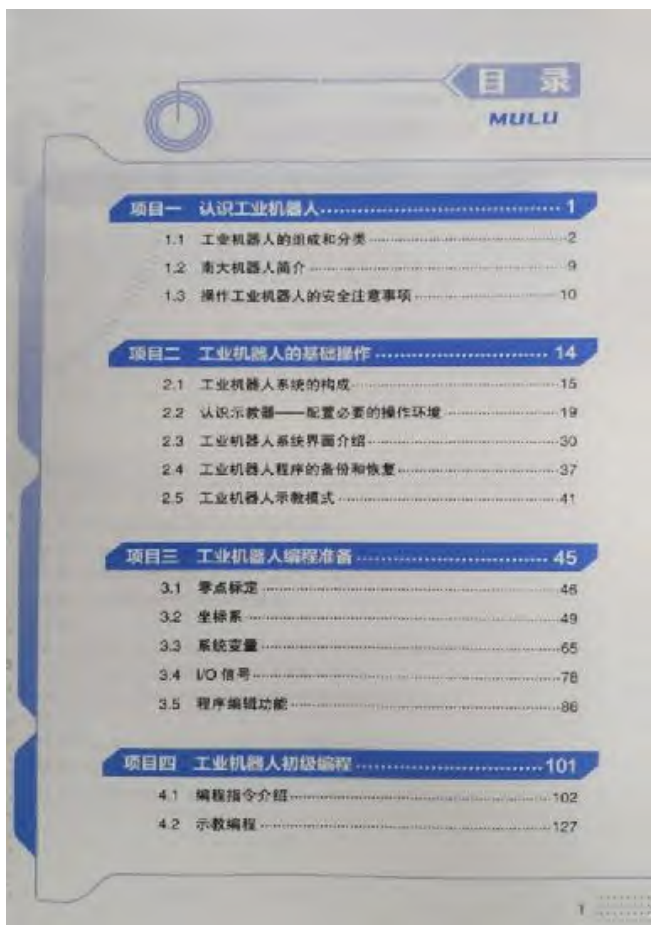 目 录
MULU
项目一 认识工业机器人 1
1.1 工业机器人的组成和分类 2
1.2 南大机器人简介 9
1.3 操作工业机器人的安全注意事项 10
项目二 工业机器人的基础操作 14
2.1 工业机器人系统的构成 15
2.2 认识示教器——配置必要的操作环境 19
2.3 工业机器人系统界面介绍 30
2.4 工业机器人程序的备份和恢复 37
2.5 工业机器人示教模式 41
项目三 工业机器人编程准备 45
3.1 零点标定 46
3.2 坐标系 49
3.3 系统变量 65
3.4 I/O 信号 78
3.5 程序编辑功能 86
项目四 工业机器人初级编程 101
4.1 编程指令介绍 102
4.2 示教编程 127
1